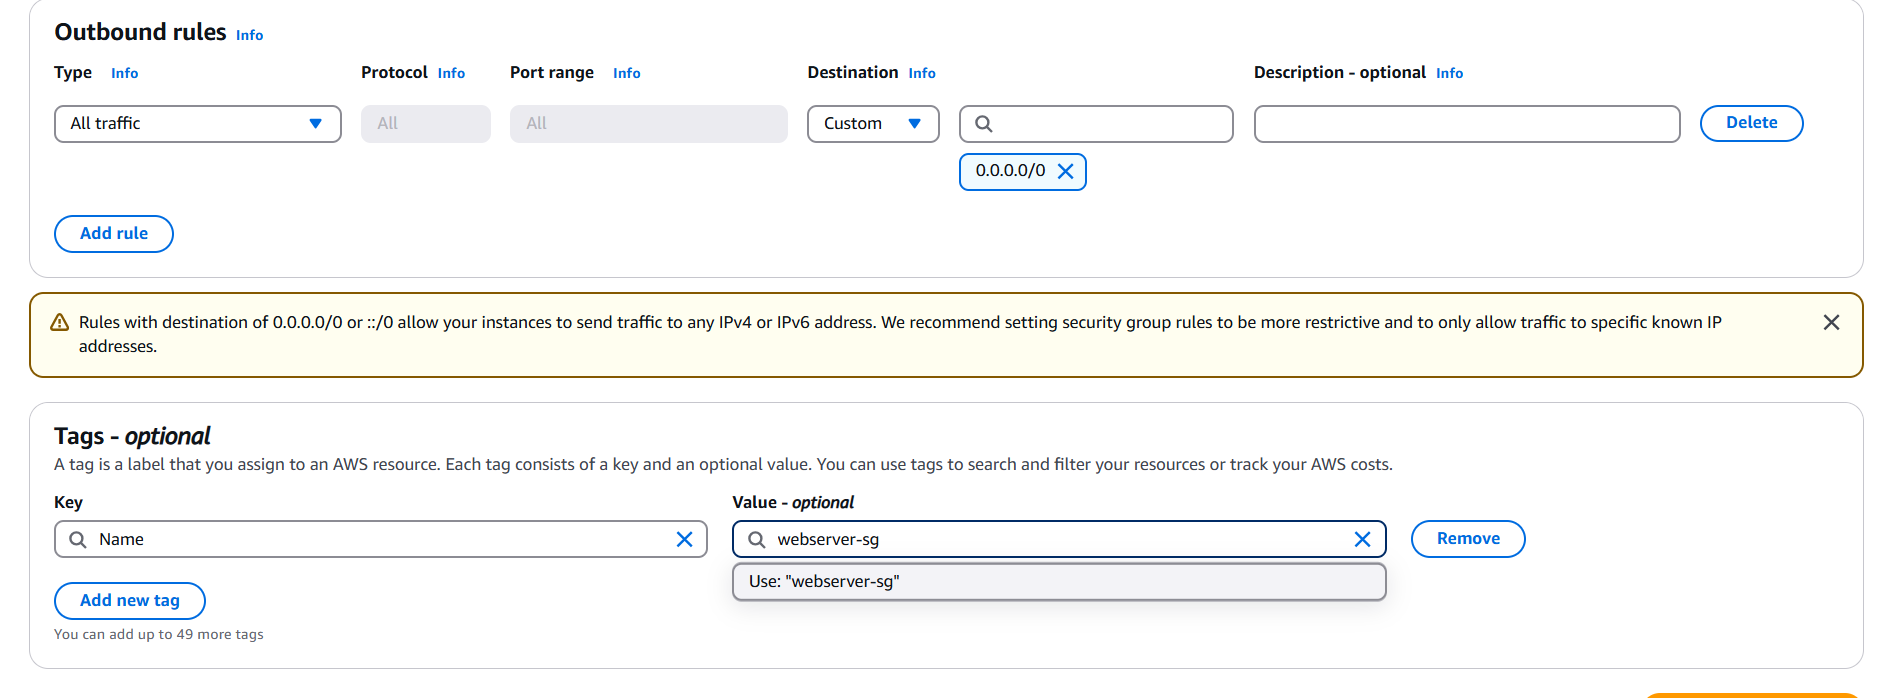 Outbound rules Info
Type Info Protocol Info Port range Info Destination Info Description - optional Info
All traffic All All Custom Delete
0.0.0.0/0
Add rule
Rules with destination of 0.0.0.0/0 or ::/0 allow your instances to send traffic to any IPv4 or IPv6 address. We recommend setting security group rules to be more restrictive and to only allow traffic to specific known IP
addresses.
Tags - optional
A tag is a label that you assign to an AWS resource. Each tag consists of a key and an optional value. You can use tags to search and filter your resources or track your AWS costs.
Key Value - optional
Name webserver-sg Remove
Use: "webserver-sg"
Add new tag
You can add up to 49 more tags